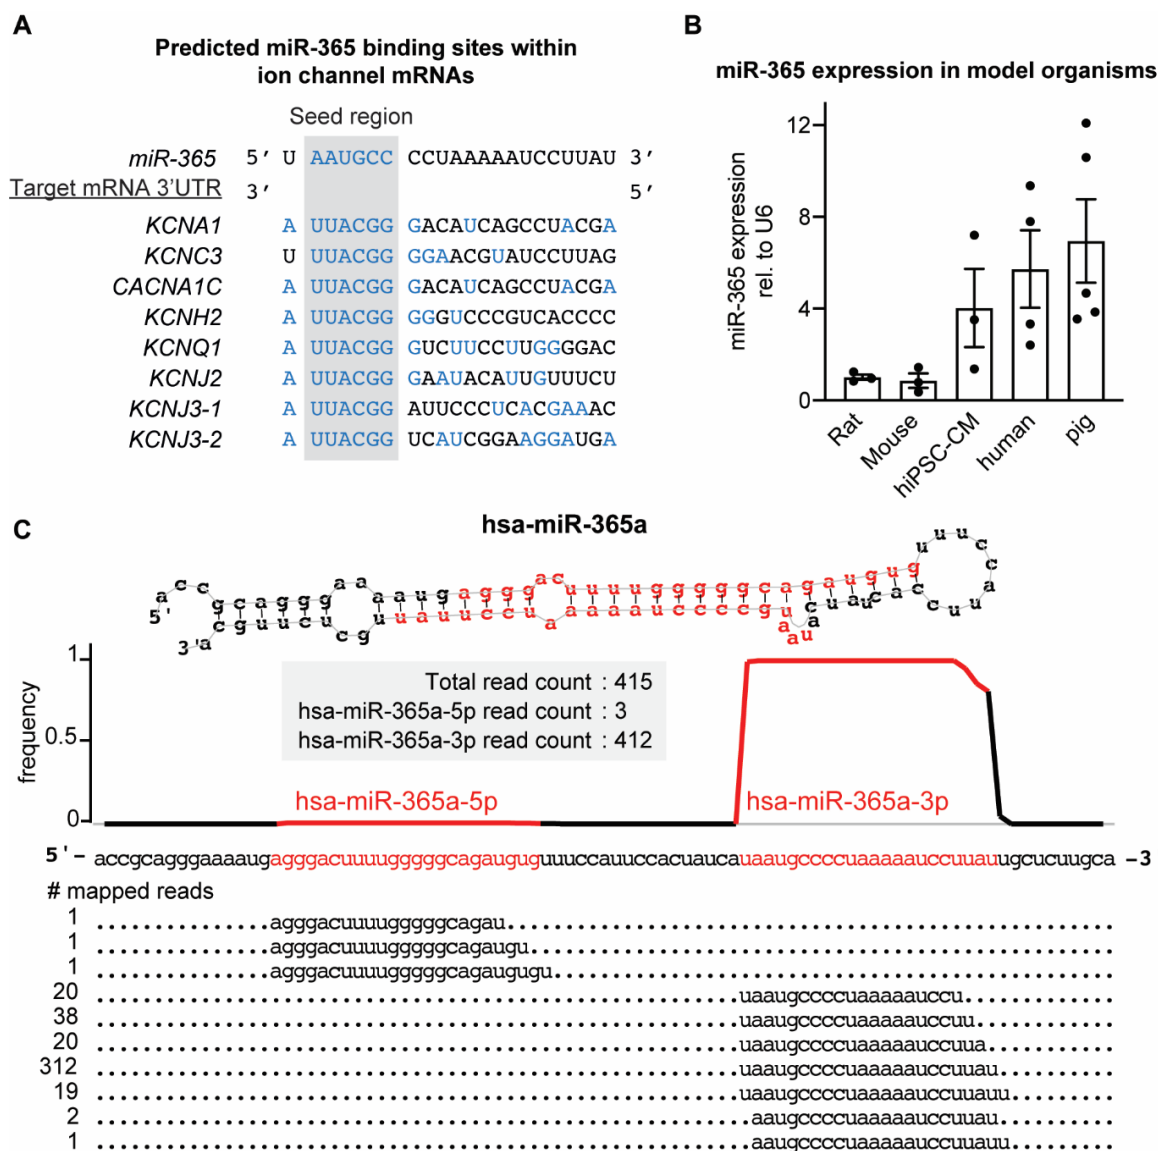 A
Predicted miR-365 binding sites within
ion channel mRNAs
Seed region
miR-365 5' U AAUGCC CCUAAAAAUCCUUAU 3'
Target mRNA 3'UTR 3' 5'
KCNA1 A UUACGG GACAUCAGCCUACGA
KCNC3 U UUACGG GGAACGUAUCCUUAG
CACNA1C A UUACGG GACAUCAGCCUACGA
KCNH2 A UUACGG GGGUCCCGUCACCCC
KCNQ1 A UUACGG GUCUUCCUUGGGGAC
KCNJ2 A UUACGG GAAUACAUUGUUUCU
KCNJ3-1 A UUACGG AUUCCCUCACGAAAC
KCNJ3-2 A UUACGG UCAUCGGAAGGAUGA
B
miR-365 expression in model organisms
miR-365 expression
rel. to U6
12
8
4
0
Rat
Mouse
hiPSC-CM
human
pig
C
hsa-miR-365a
5'
3'
frequency
1
0.5
0
Total read count : 415
hsa-miR-365a-5p read count : 3
hsa-miR-365a-3p read count : 412
hsa-miR-365a-5p
hsa-miR-365a-3p
5'- accgcagggaaaaugagggacuuuugggggcagauguguuuccauuccacuaucauaaugccccuaaaaauccuuauugcucuugca -3
# mapped reads
1 agggacuuuugggggcagau
1 agggacuuuugggggcagaugu
1 agggacuuuugggggcagauguguu
20 uaaugccccuaaaaauccu
38 uaaugccccuaaaaauccuu
20 uaaugccccuaaaaauccuua
312 uaaugccccuaaaaauccuuau
19 uaaugccccuaaaaauccuuauu
2 aaugccccuaaaaauccuuau
1 aaugccccuaaaaauccuuauu